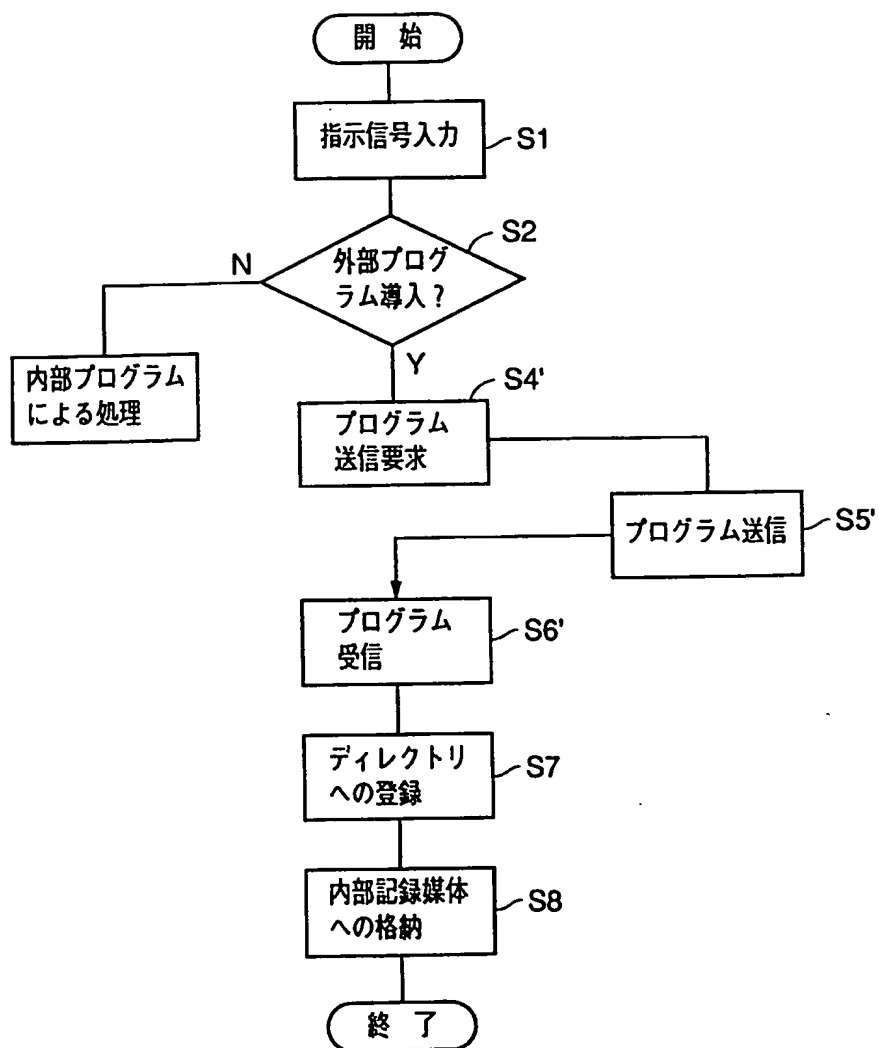 開 始
指示信号入力
S1
S2
外部プログ
ラム導入？
N
Y
内部プログラム
による処理
S4'
プログラム
送信要求
プログラム送信
S5'
プログラム
受信
S6'
ディレクトリ
への登録
S7
内部記録媒体
への格納
S8
終 了